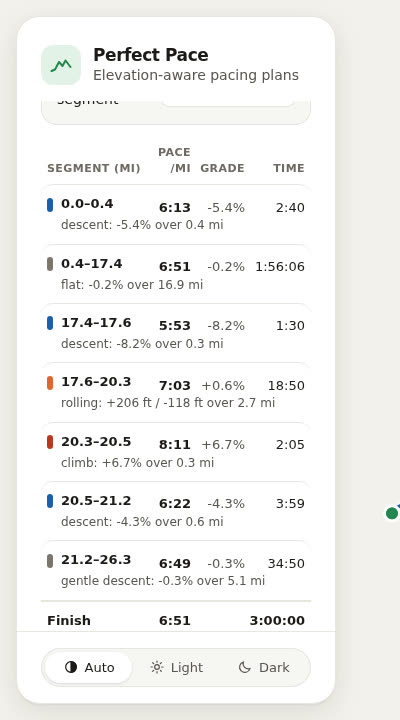 Perfect Pace
Elevation-aware pacing plans
segment
SEGMENT (MI) PACE /MI GRADE TIME
0.0–0.4 6:13 -5.4% 2:40
descent: -5.4% over 0.4 mi
0.4–17.4 6:51 -0.2% 1:56:06
flat: -0.2% over 16.9 mi
17.4–17.6 5:53 -8.2% 1:30
descent: -8.2% over 0.3 mi
17.6–20.3 7:03 +0.6% 18:50
rolling: +206 ft / -118 ft over 2.7 mi
20.3–20.5 8:11 +6.7% 2:05
climb: +6.7% over 0.3 mi
20.5–21.2 6:22 -4.3% 3:59
descent: -4.3% over 0.6 mi
21.2–26.3 6:49 -0.3% 34:50
gentle descent: -0.3% over 5.1 mi
Finish 6:51 3:00:00
Auto Light Dark